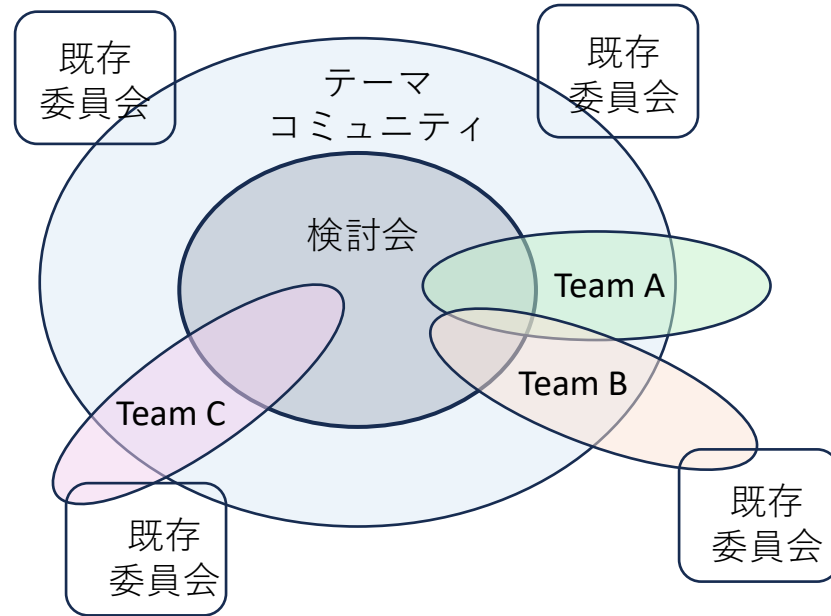 既存
委員会
テーマ
コミュニティ
既存
委員会
検討会
Team A
Team B
Team C
既存
委員会
既存
委員会